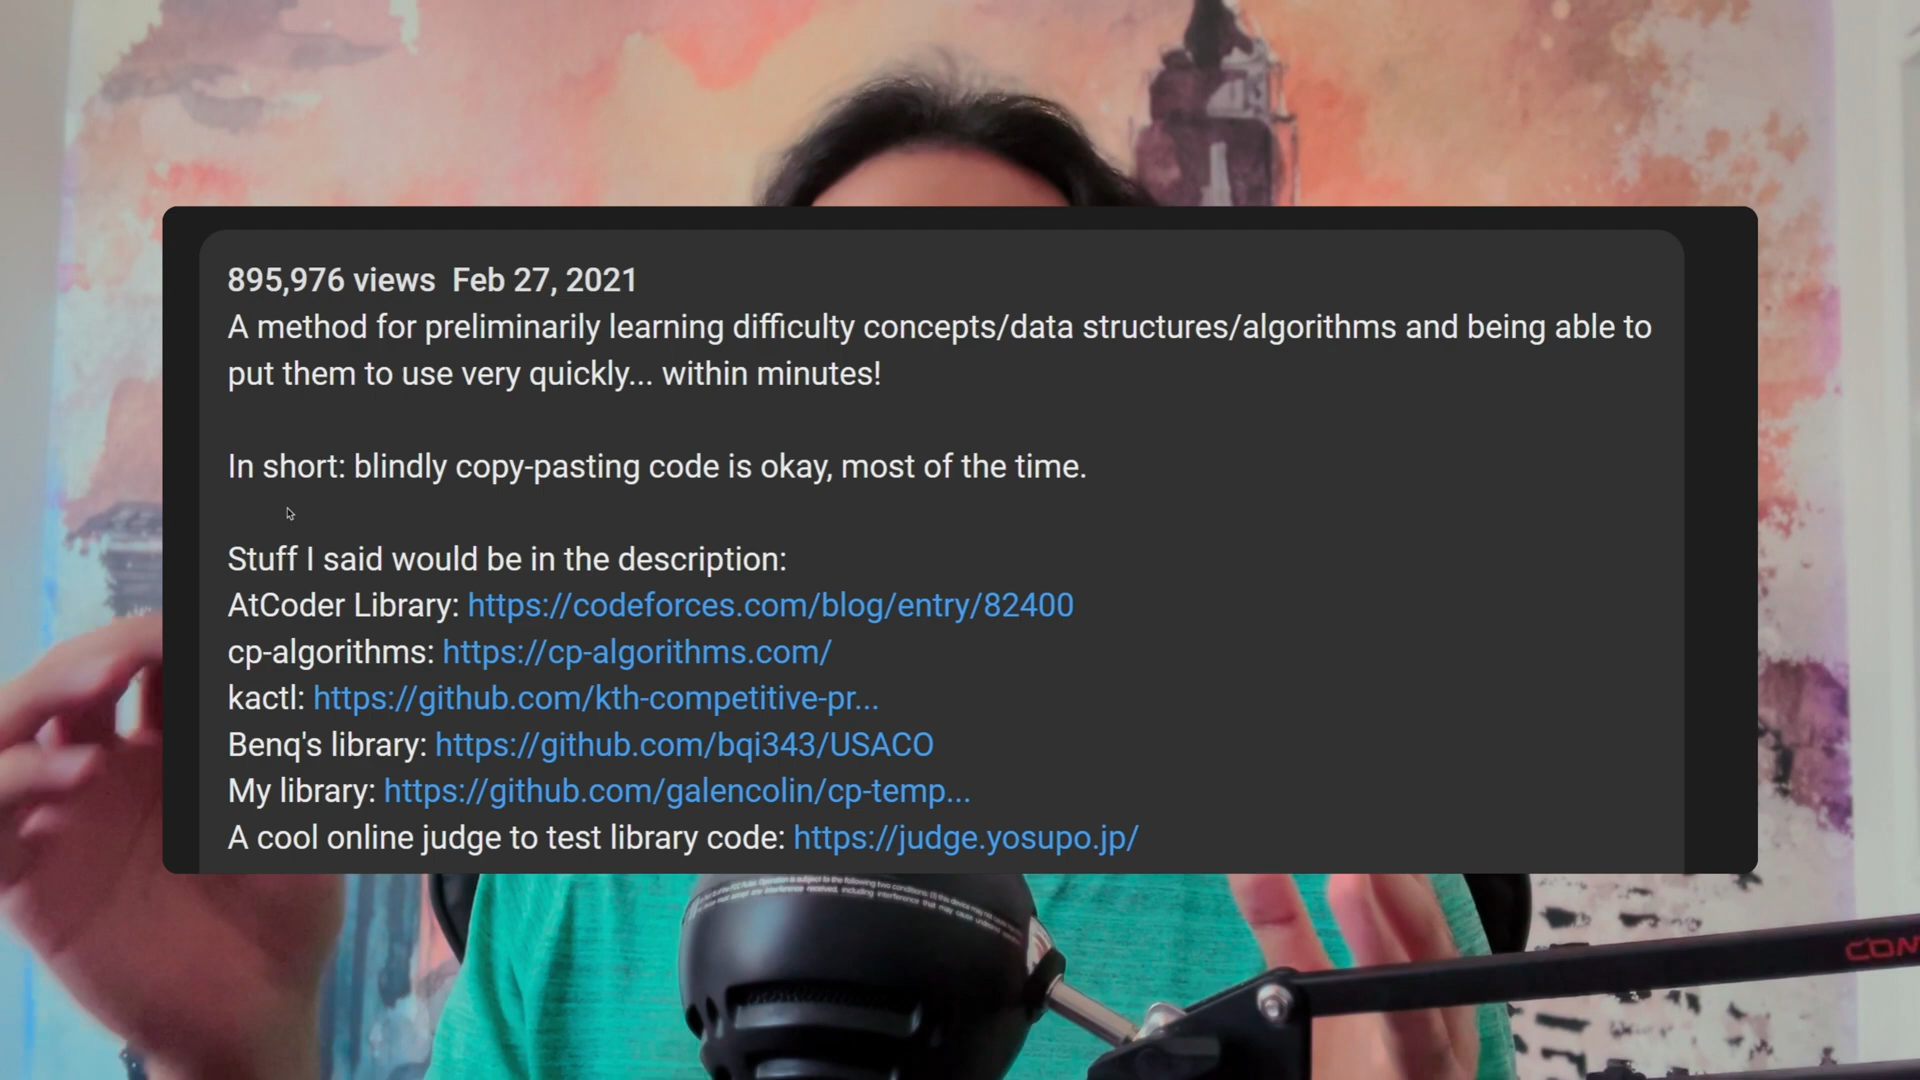 895,976 views  Feb 27, 2021
A method for preliminarily learning difficulty concepts/data structures/algorithms and being able to
put them to use very quickly... within minutes!
In short: blindly copy-pasting code is okay, most of the time.
Stuff I said would be in the description:
AtCoder Library: https://codeforces.com/blog/entry/82400
cp-algorithms: https://cp-algorithms.com/
kactl: https://github.com/kth-competitive-pr...
Benq's library: https://github.com/bqi343/USACO
My library: https://github.com/galencolin/cp-temp...
A cool online judge to test library code: https://judge.yosupo.jp/